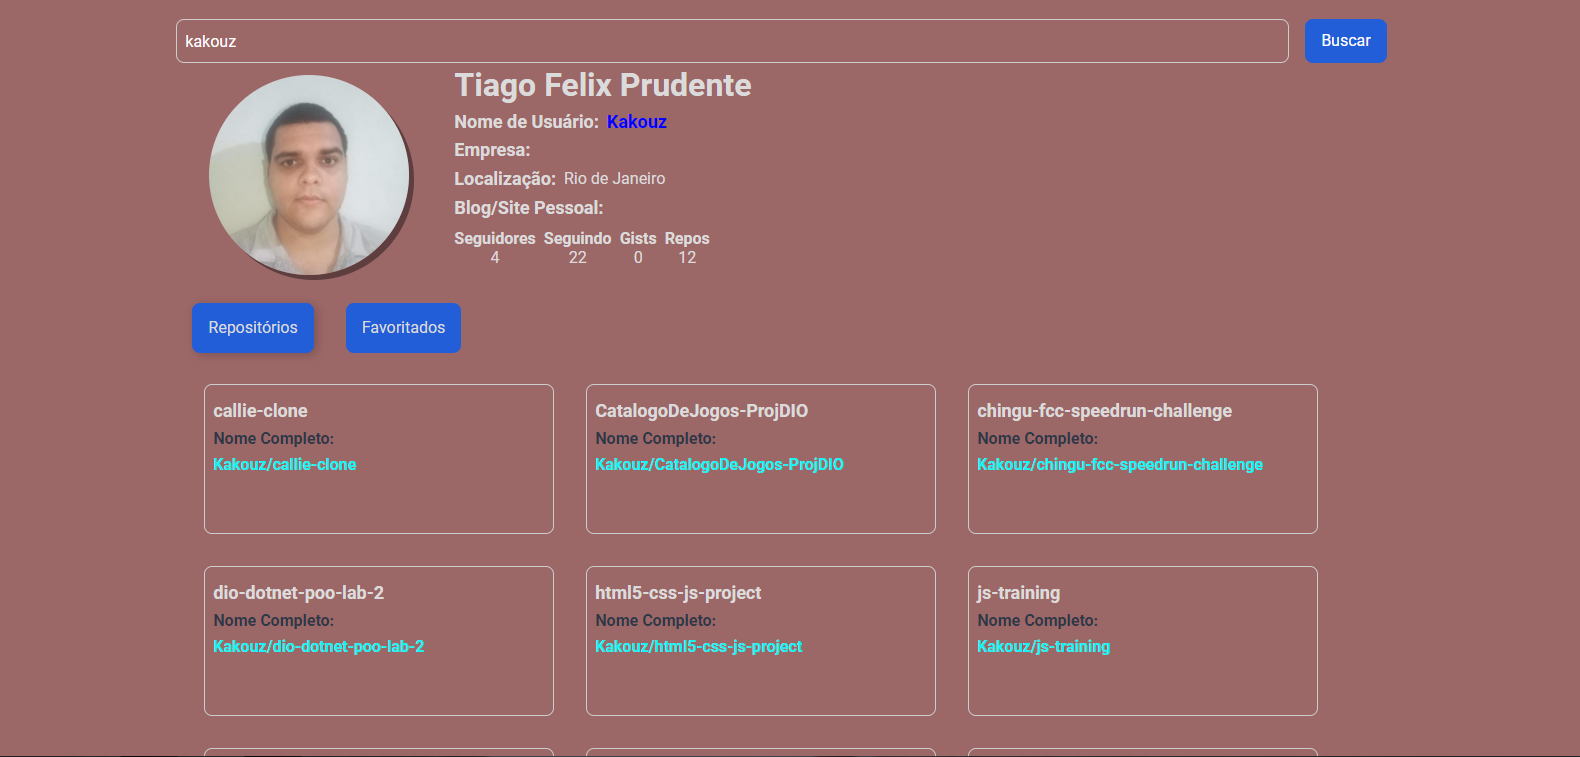 kakouz Buscar
Tiago Felix Prudente
Nome de Usuário: Kakouz
Empresa:
Localização: Rio de Janeiro
Blog/Site Pessoal:
Seguidores Seguindo Gists Repos
4 22 0 12
Repositórios Favoritados
callie-clone
Nome Completo:
Kakouz/callie-clone
CatalogoDeJogos-ProjDIO
Nome Completo:
Kakouz/CatalogoDeJogos-ProjDIO
chingu-fcc-speedrun-challenge
Nome Completo:
Kakouz/chingu-fcc-speedrun-challenge
dio-dotnet-poo-lab-2
Nome Completo:
Kakouz/dio-dotnet-poo-lab-2
html5-css-js-project
Nome Completo:
Kakouz/html5-css-js-project
js-training
Nome Completo:
Kakouz/js-training